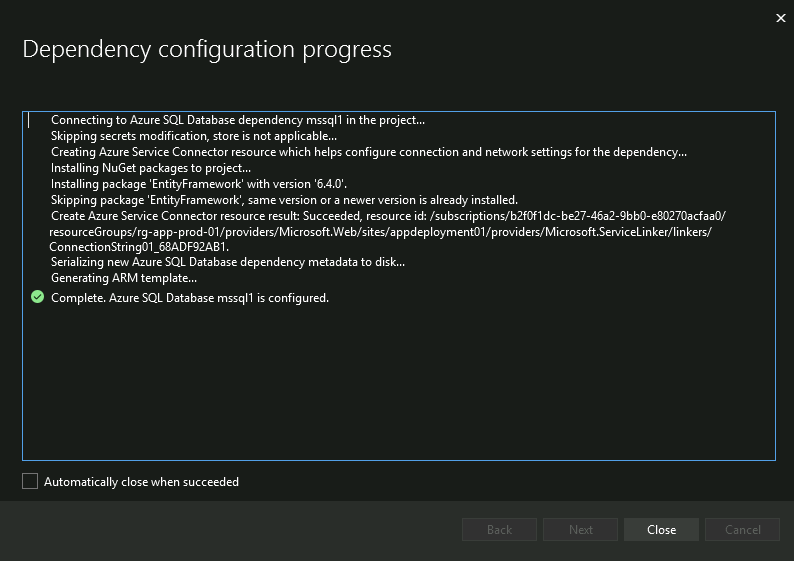 Dependency configuration progress
Connecting to Azure SQL Database dependency mssql1 in the project...
Skipping secrets modification, store is not applicable...
Creating Azure Service Connector resource which helps configure connection and network settings for the dependency...
Installing NuGet packages to project...
Installing package 'EntityFramework' with version '6.4.0'.
Skipping package 'EntityFramework', same version or a newer version is already installed.
Create Azure Service Connector resource result: Succeeded, resource id: /subscriptions/b2f0f1dc-be27-46a2-9bb0-e80270acfaa0/
resourceGroups/rg-app-prod-01/providers/Microsoft.Web/sites/appdeployment01/providers/Microsoft.ServiceLinker/linkers/
ConnectionString01_68ADF92AB1.
Serializing new Azure SQL Database dependency metadata to disk...
Generating ARM template...
Complete. Azure SQL Database mssql1 is configured.
Automatically close when succeeded
Back
Next
Close
Cancel